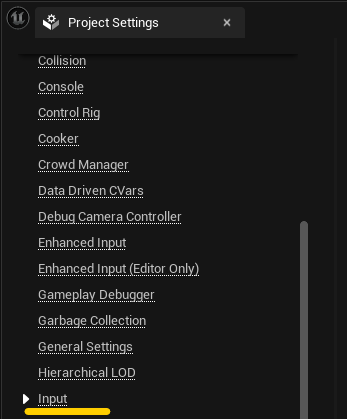 Project Settings
Collision
Console
Control Rig
Cooker
Crowd Manager
Data Driven CVars
Debug Camera Controller
Enhanced Input
Enhanced Input (Editor Only)
Gameplay Debugger
Garbage Collection
General Settings
Hierarchical LOD
Input